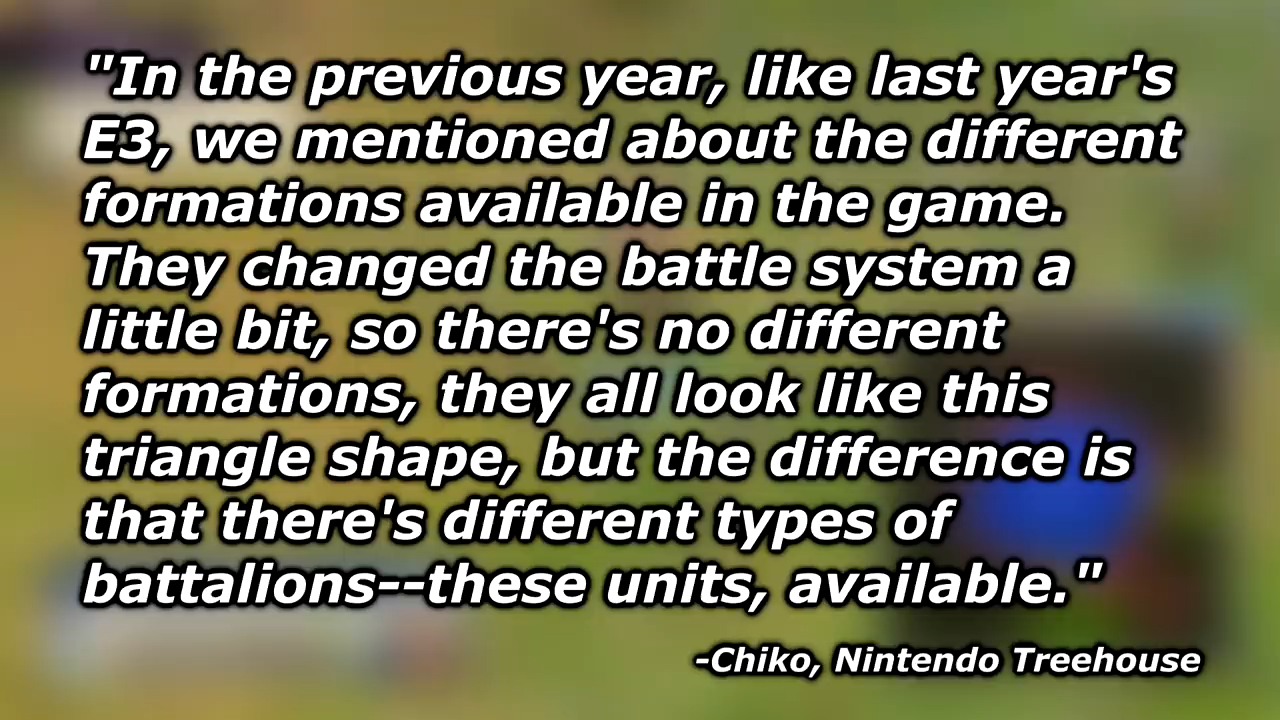 "In the previous year, like last year's
E3, we mentioned about the different
formations available in the game.
They changed the battle system a
little bit, so there's no different
formations, they all look like this
triangle shape, but the difference is
that there's different types of
battalions--these units, available."
-Chiko, Nintendo Treehouse